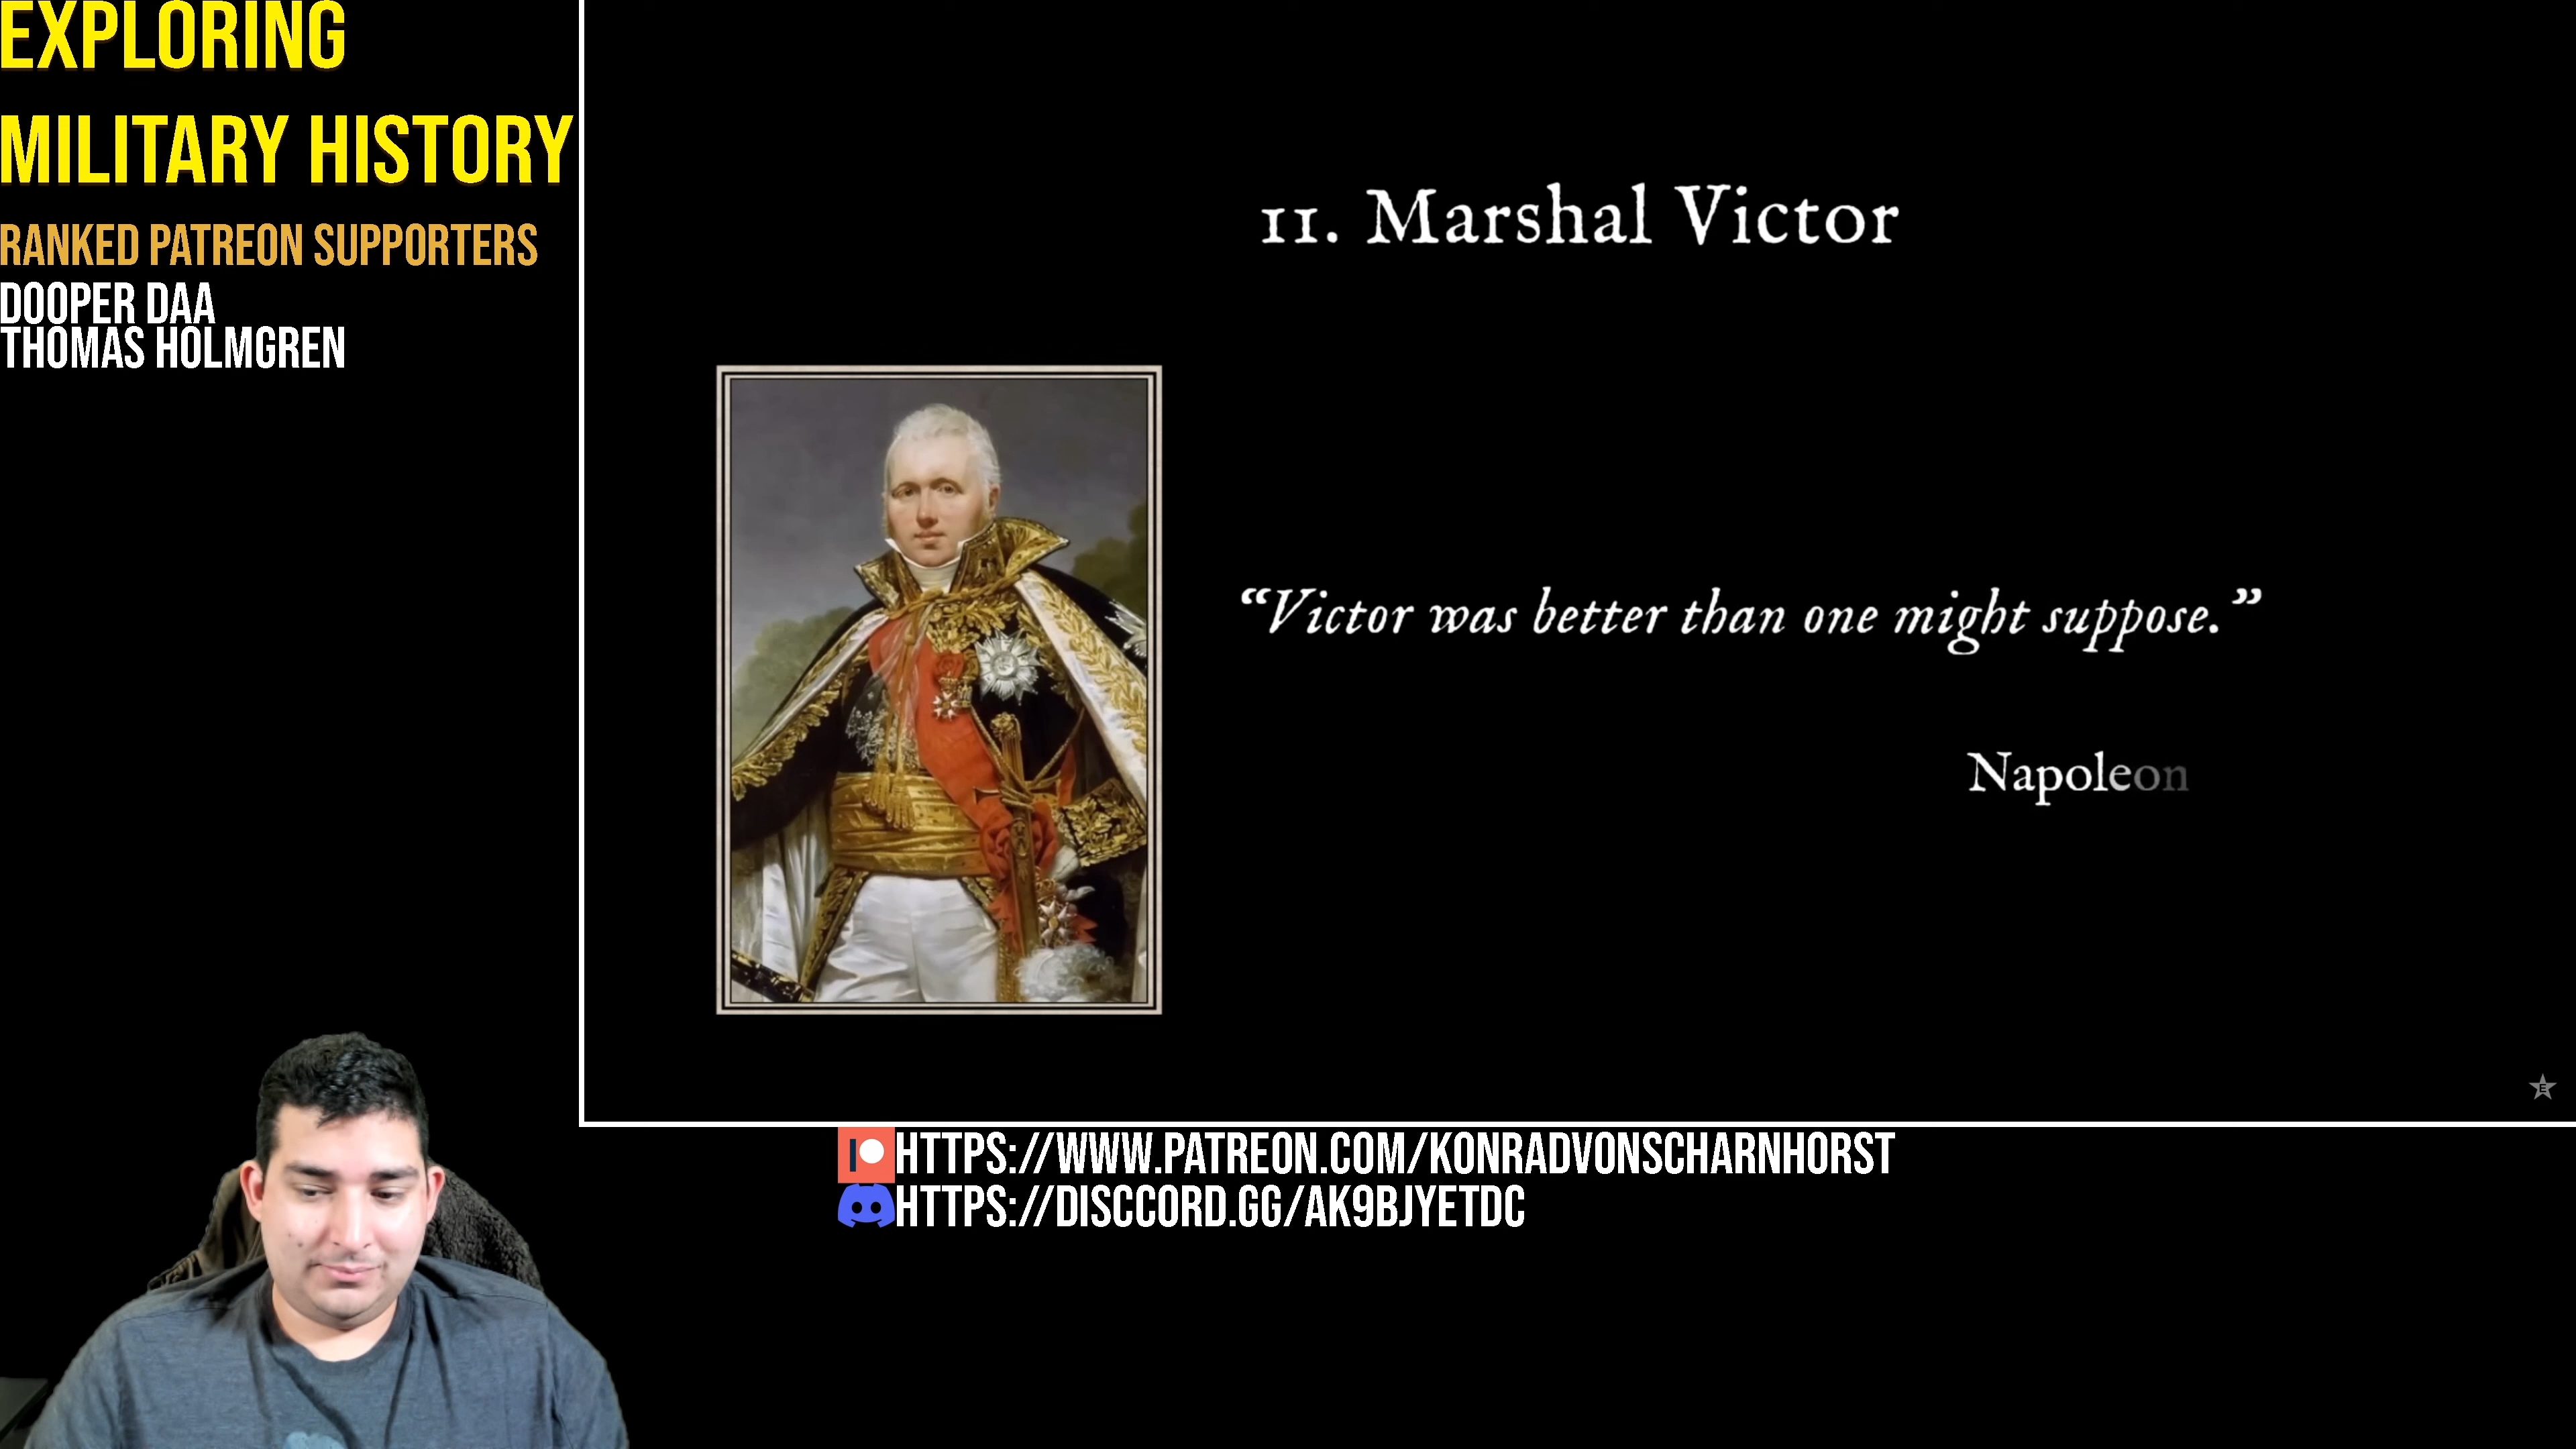 EXPLORING
MILITARY HISTORY
RANKED PATREON SUPPORTERS
DOOPER DAA
THOMAS HOLMGREN
11. Marshal Victor
“Victor was better than one might suppose.”
Napoleon
E
HTTPS://WWW.PATREON.COM/KONRADVONSCHARNHORST
HTTPS://DISCCORD.GG/AK9BJYETDC